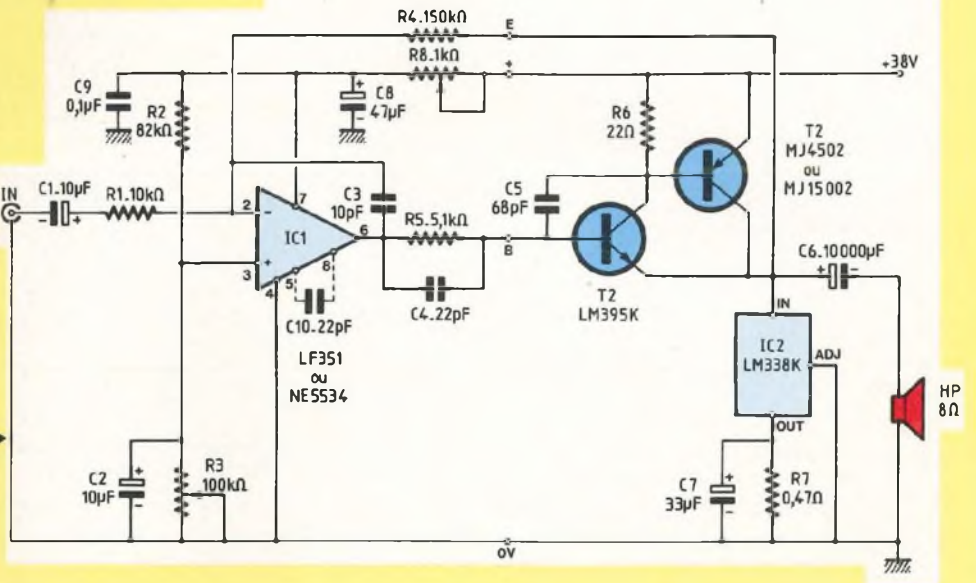 R4.150kΩ
E
R8.1kΩ
+
+38V
C9
0,1µF
R2
82kΩ
+
C8
47µF
-
R6
22Ω
T2
MJ4502
ou
MJ15002
IN
C1.10µF
- +
R1.10kΩ
2
-
7
C3
10pF
R5.5,1kΩ
C5
68pF
IC1
6
B
+
3
4
5
8
C10.22pF
C4.22pF
T2
LM395K
C6.10000µF
+ -
LF351
ou
NE5534
IN
IC2
LM338K
ADJ
OUT
HP
8Ω
C2
10µF
+
-
R3
100kΩ
C7
33µF
+
-
R7
0,47Ω
0V